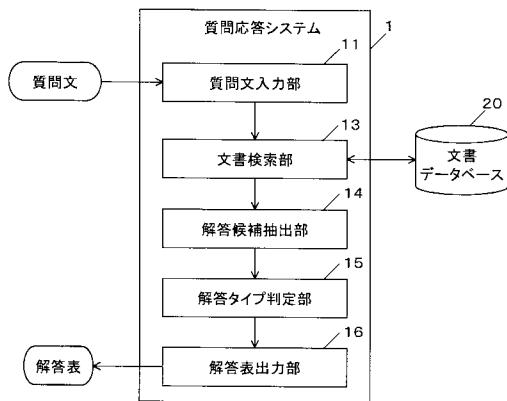 質問応答システム
1
質問文
11
質問文入力部
13
文書検索部
20
文書
データベース
14
解答候補抽出部
15
解答タイプ判定部
16
解答表出力部
解答表